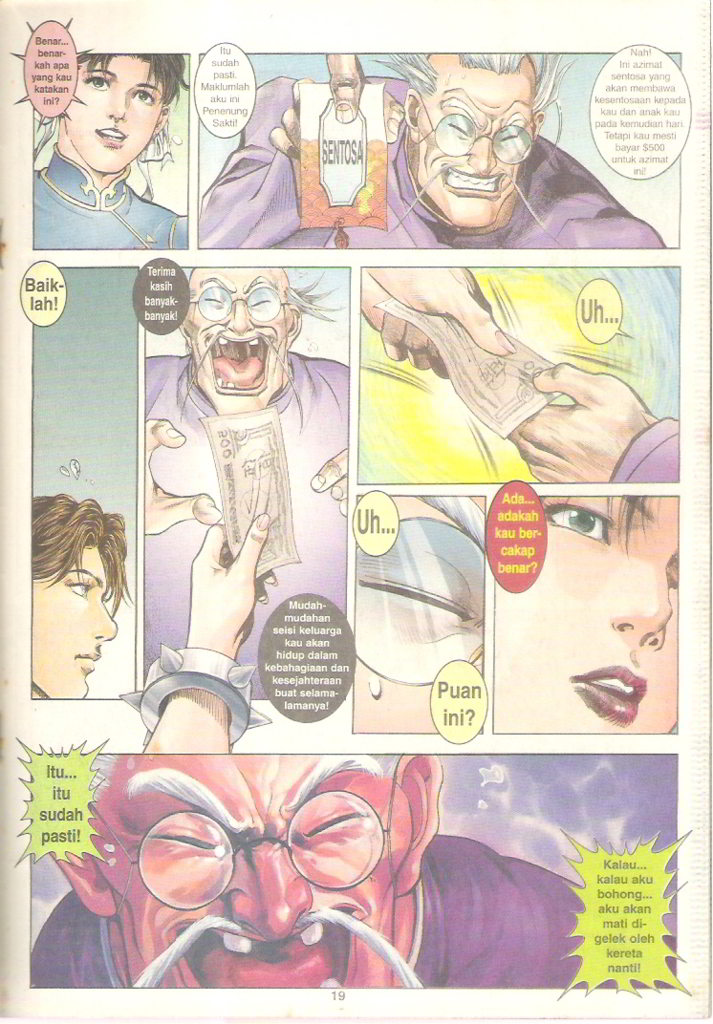 Benar...
benar-
kah apa
yang kau
katakan
ini?
Itu
sudah
pasti.
Maklumlah
aku ini
Penenung
Sakti!
SENTOSA
Nah!
Ini azimat
sentosa yang
akan membawa
kesentosaan kepada
kau dan anak kau
pada kemudian hari.
Tetapi kau mesti
bayar $500
untuk azimat
ini!
Baik-
lah!
Terima
kasih
banyak-
banyak!
Mudah-
mudahan
seisi keluarga
kau akan
hidup dalam
kebahagiaan dan
kesejahteraan
buat selama-
lamanya!
Uh...
Uh...
Puan
ini?
Ada...
adakah
kau ber-
cakap
benar?
Itu...
itu
sudah
pasti!
Kalau...
kalau aku
bohong...
aku akan
mati di-
gelek oleh
kereta
nanti!
19